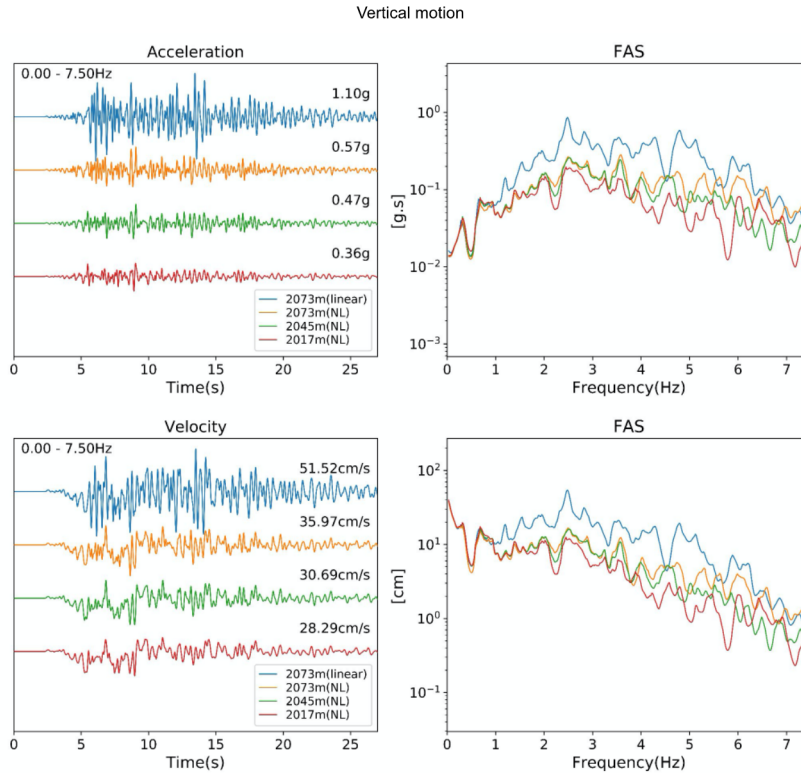 Vertical motion
Acceleration
0.00 - 7.50Hz
1.10g
0.57g
0.47g
0.36g
2073m(linear)
2073m(NL)
2045m(NL)
2017m(NL)
0 5 10 15 20 25
Time(s)
FAS
[g.s]
10⁰
10⁻¹
10⁻²
10⁻³
0 1 2 3 4 5 6 7
Frequency(Hz)
Velocity
0.00 - 7.50Hz
51.52cm/s
35.97cm/s
30.69cm/s
28.29cm/s
2073m(linear)
2073m(NL)
2045m(NL)
2017m(NL)
0 5 10 15 20 25
Time(s)
FAS
[cm]
10²
10¹
10⁰
10⁻¹
0 1 2 3 4 5 6 7
Frequency(Hz)